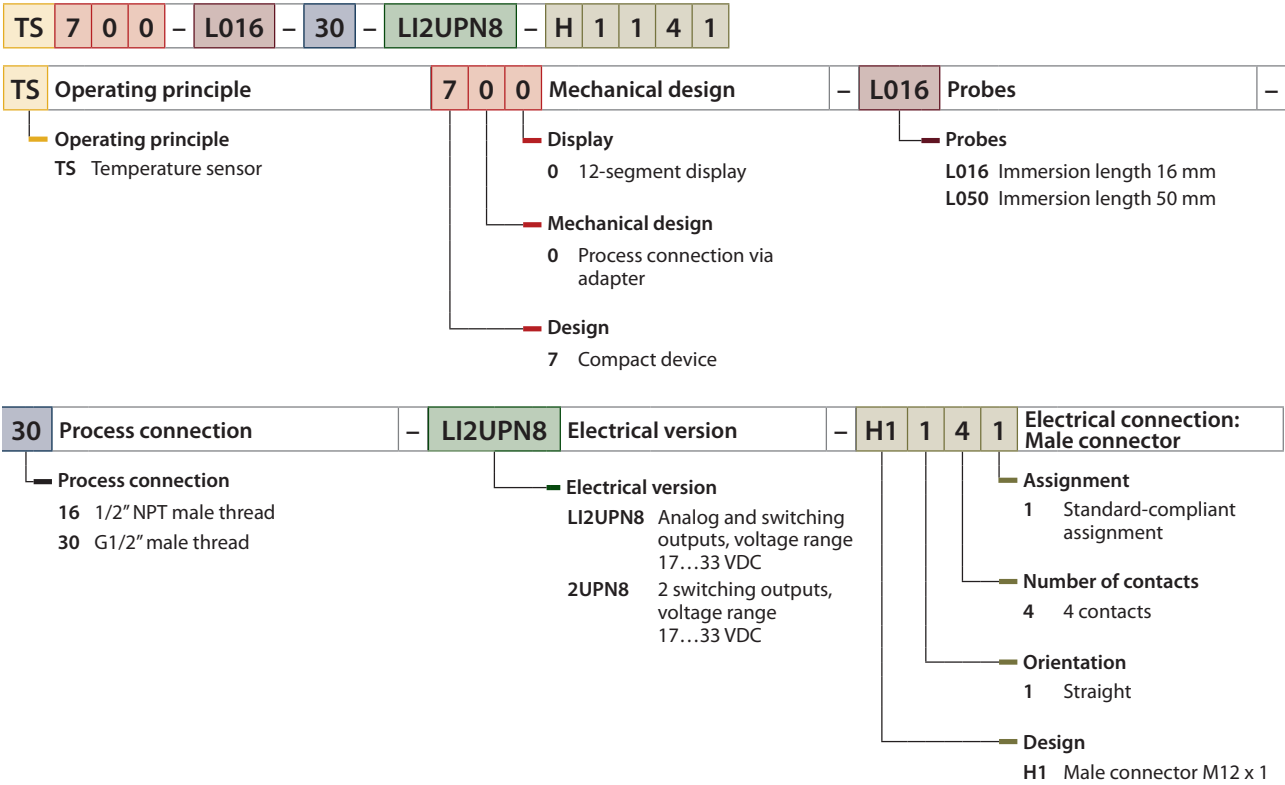 TS 7 0 0 – L016 – 30 – LI2UPN8 – H 1 1 4 1
TS Operating principle 7 0 0 Mechanical design – L016 Probes –
Operating principle
TS Temperature sensor
Display
0 12-segment display
Mechanical design
0 Process connection via
adapter
Design
7 Compact device
Probes
L016 Immersion length 16 mm
L050 Immersion length 50 mm
30 Process connection – LI2UPN8 Electrical version – H1 1 4 1 Electrical connection:
Male connector
Process connection
16 1/2” NPT male thread
30 G1/2” male thread
Electrical version
LI2UPN8 Analog and switching
outputs, voltage range
17…33 VDC
2UPN8 2 switching outputs,
voltage range
17…33 VDC
Assignment
1 Standard-compliant
assignment
Number of contacts
4 4 contacts
Orientation
1 Straight
Design
H1 Male connector M12 x 1